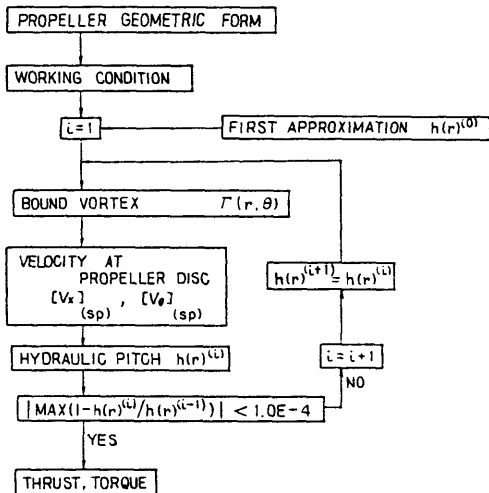 PROPELLER GEOMETRIC FORM
WORKING CONDITION
i=1
FIRST APPROXIMATION h(r)^(0)
BOUND VORTEX Γ(r,θ)
VELOCITY AT
PROPELLER DISC
[Vx](sp), [Vθ](sp)
h(r)^(i+1)=h(r)^(i)
HYDRAULIC PITCH h(r)^(i)
i=i+1
NO
|MAX(1-h(r)^(i)/h(r)^(i-1))| < 1.0E-4
YES
THRUST, TORQUE